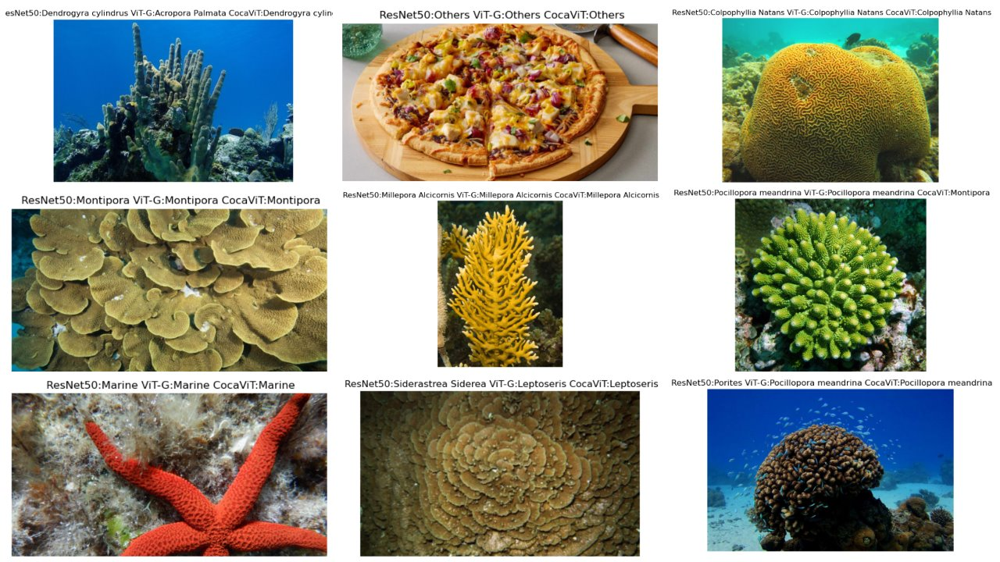 esNet50:Dendrogyra cylindrus ViT-G:Acropora Palmata CocaViT:Dendrogyra cylin
ResNet50:Others ViT-G:Others CocaViT:Others
ResNet50:Colpophyllia Natans ViT-G:Colpophyllia Natans CocaViT:Colpophyllia Natans
ResNet50:Montipora ViT-G:Montipora CocaViT:Montipora
ResNet50:Millepora Alcicornis ViT-G:Millepora Alcicornis CocaViT:Millepora Alcicornis
ResNet50:Pocillopora meandrina ViT-G:Pocillopora meandrina CocaViT:Montipora
ResNet50:Marine ViT-G:Marine CocaViT:Marine
ResNet50:Siderastrea Siderea ViT-G:Leptoseris CocaViT:Leptoseris
ResNet50:Porites ViT-G:Pocillopora meandrina CocaViT:Pocillopora meandrina